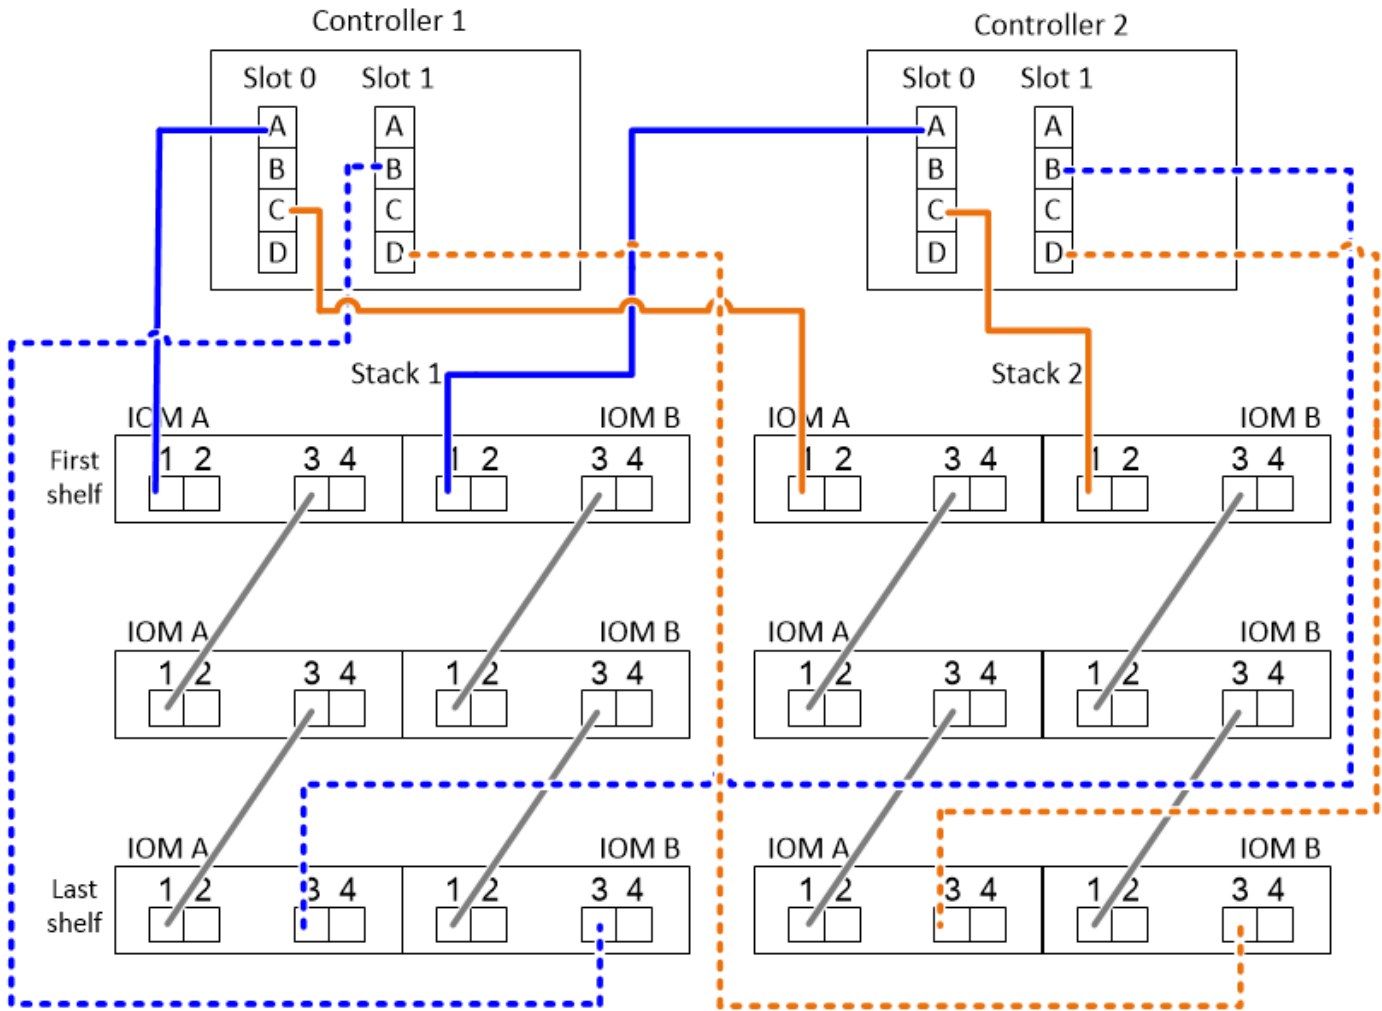 Controller 1
Controller 2
Slot 0 Slot 1
Slot 0 Slot 1
A A
B B
C C
D D
A A
B B
C C
D D
Stack 1
Stack 2
IOM A IOM B
IOM A IOM B
First
shelf
1 2 3 4 1 2 3 4
1 2 3 4 1 2 3 4
IOM A IOM B
IOM A IOM B
1 2 3 4 1 2 3 4
1 2 3 4 1 2 3 4
IOM A IOM B
IOM A IOM B
Last
shelf
1 2 3 4 1 2 3 4
1 2 3 4 1 2 3 4